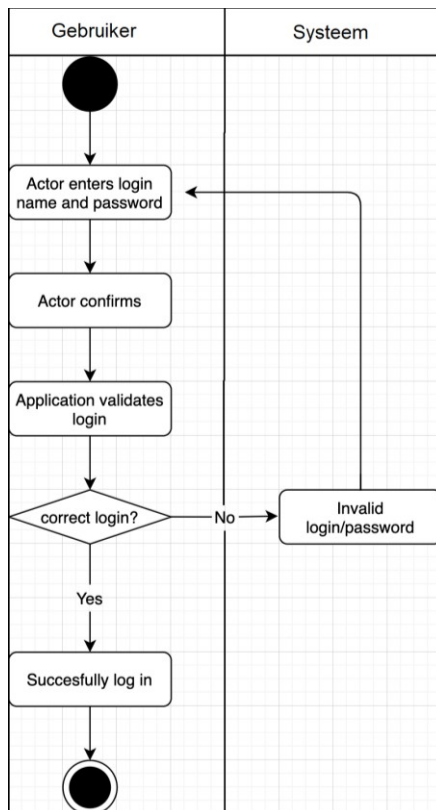 Gebruiker
Systeem
Actor enters login
name and password
Actor confirms
Application validates
login
correct login?
No
Invalid
login/password
Yes
Succesfully log in